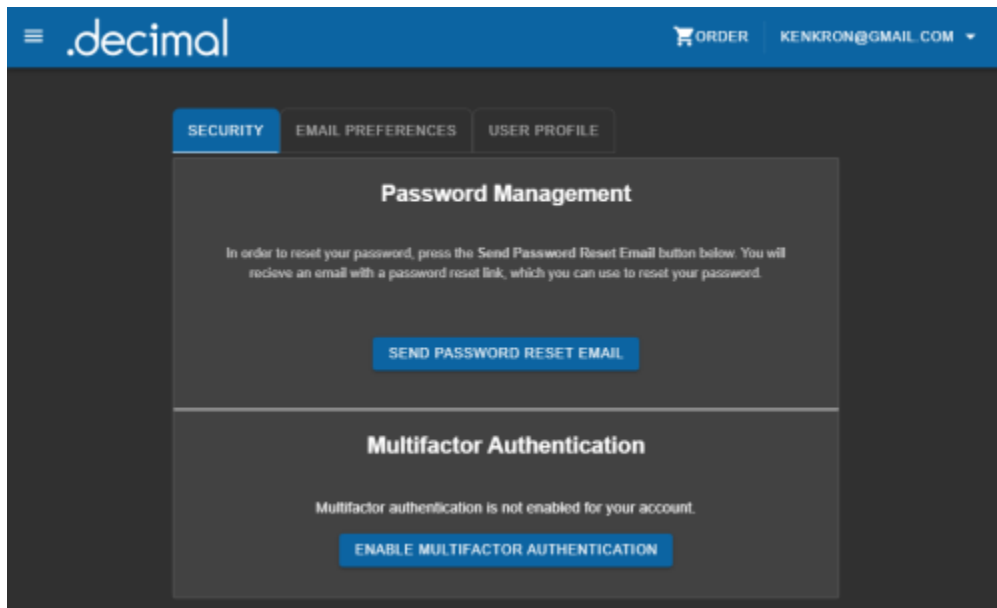 .decimal
ORDER
KENKRON@GMAIL.COM
SECURITY
EMAIL PREFERENCES
USER PROFILE
Password Management
In order to reset your password, press the Send Password Reset Email button below. You will
recieve an email with a password reset link, which you can use to reset your password.
SEND PASSWORD RESET EMAIL
Multifactor Authentication
Multifactor authentication is not enabled for your account.
ENABLE MULTIFACTOR AUTHENTICATION